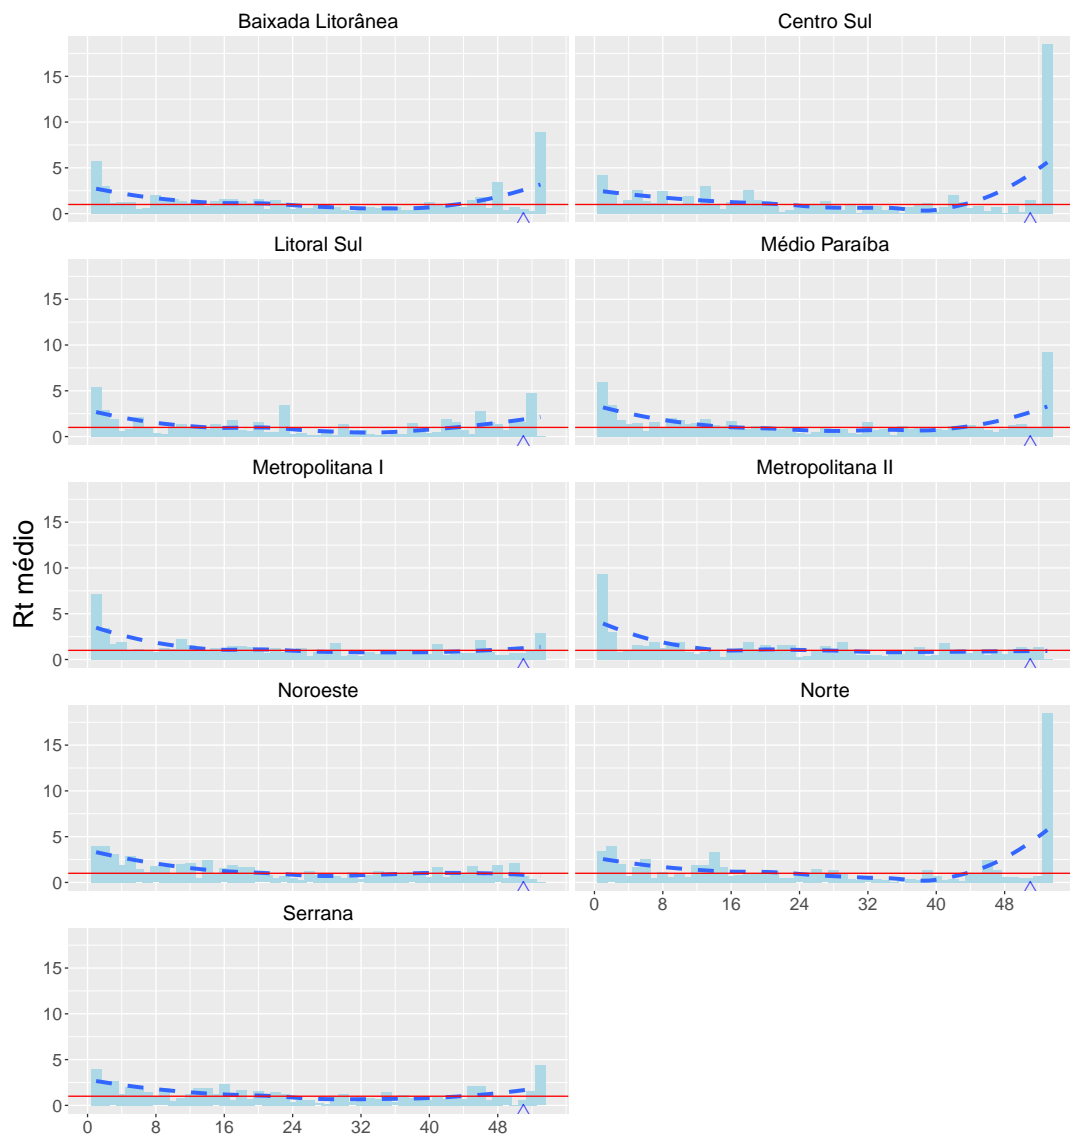 Baixada Litorânea Centro Sul
15
10
5
0
Litoral Sul Médio Paraíba
15
10
5
0
Metropolitana I Metropolitana II
15
10
5
0
Rt médio
Noroeste Norte
15
10
5
0
0 8 16 24 32 40 48
Serrana
15
10
5
0
0 8 16 24 32 40 48